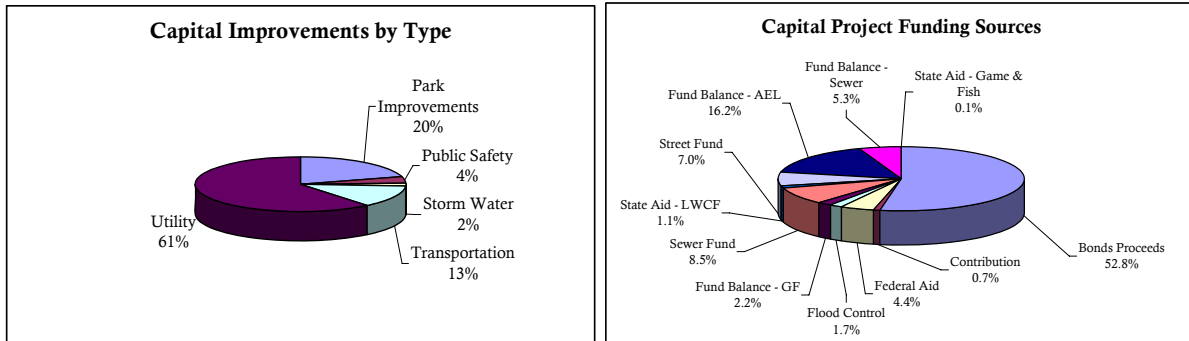 Capital Improvements by Type
Park
Improvements
20%
Public Safety
4%
Storm Water
2%
Transportation
13%
Utility
61%
Capital Project Funding Sources
State Aid - Game &
Fish
0.1%
Bonds Proceeds
52.8%
Contribution
0.7%
Federal Aid
4.4%
Flood Control
1.7%
Fund Balance - GF
2.2%
Sewer Fund
8.5%
State Aid - LWCF
1.1%
Street Fund
7.0%
Fund Balance - AEL
16.2%
Fund Balance -
Sewer
5.3%